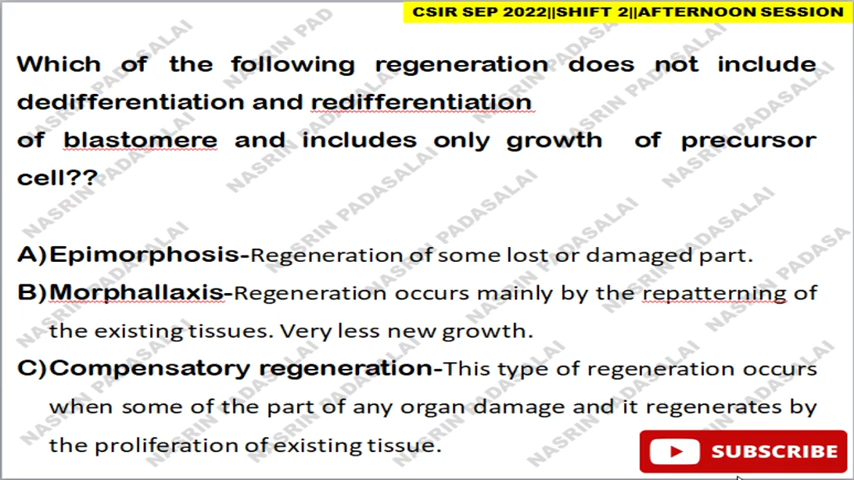 CSIR SEP 2022||SHIFT 2||AFTERNOON SESSION
Which of the following regeneration does not include
dedifferentiation and redifferentiation
of blastomere and includes only growth of precursor
cell??
A)Epimorphosis-Regeneration of some lost or damaged part.
B)Morphallaxis-Regeneration occurs mainly by the repatterning of
the existing tissues. Very less new growth.
C)Compensatory regeneration-This type of regeneration occurs
when some of the part of any organ damage and it regenerates by
the proliferation of existing tissue.
SUBSCRIBE
NASRIN PADASALAI